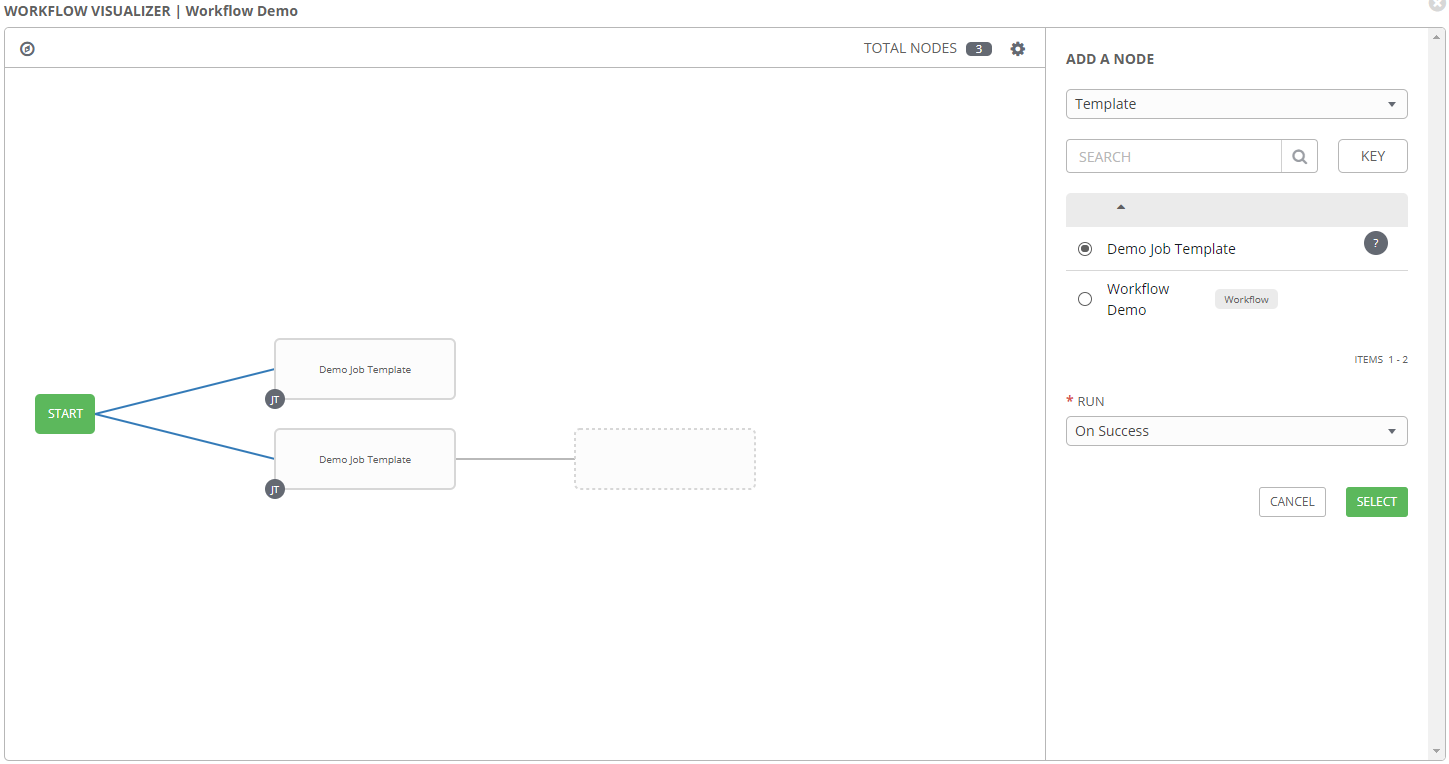 WORKFLOW VISUALIZER | Workflow Demo
TOTAL NODES 3
START
Demo Job Template
JT
Demo Job Template
JT
ADD A NODE
Template
SEARCH
KEY
Demo Job Template
?
Workflow
Demo
Workflow
ITEMS 1 - 2
* RUN
On Success
CANCEL
SELECT